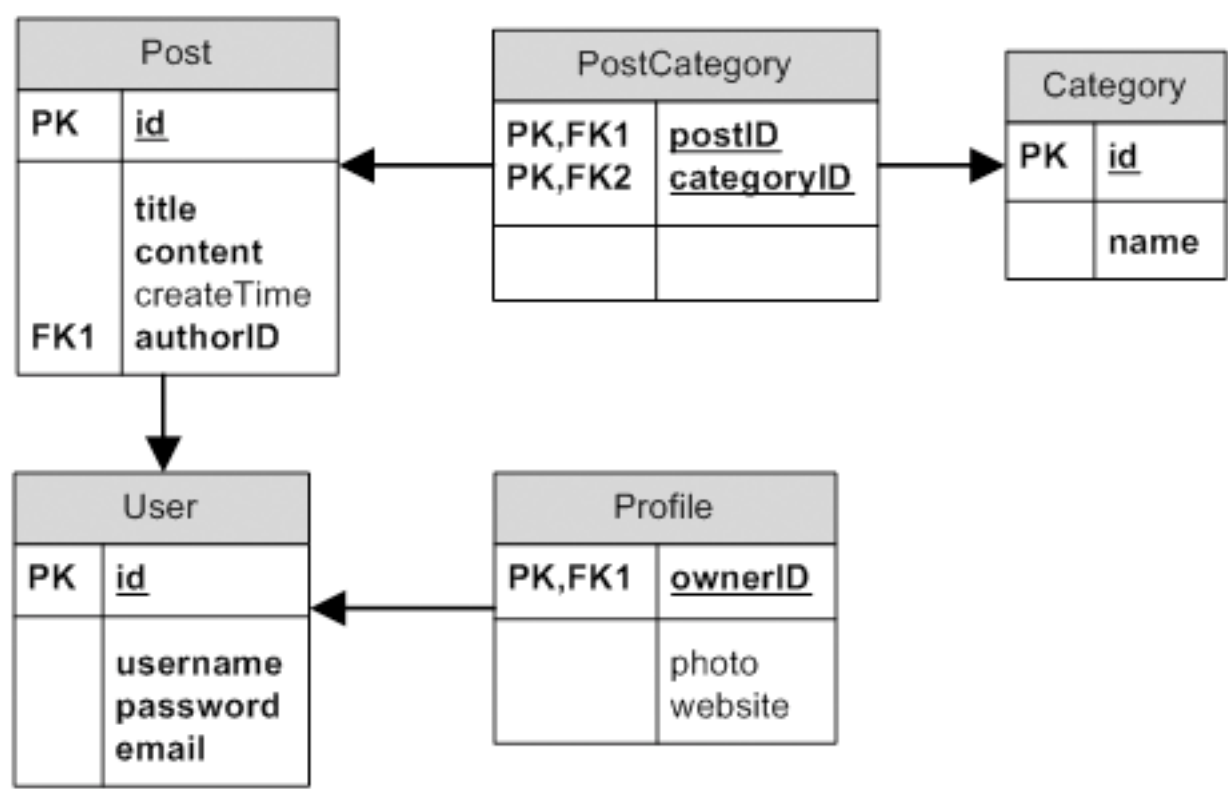 Post
PK id
title
content
createTime
FK1 authorID
PostCategory
PK,FK1 postID
PK,FK2 categoryID
Category
PK id
name
User
PK id
username
password
email
Profile
PK,FK1 ownerID
photo
website